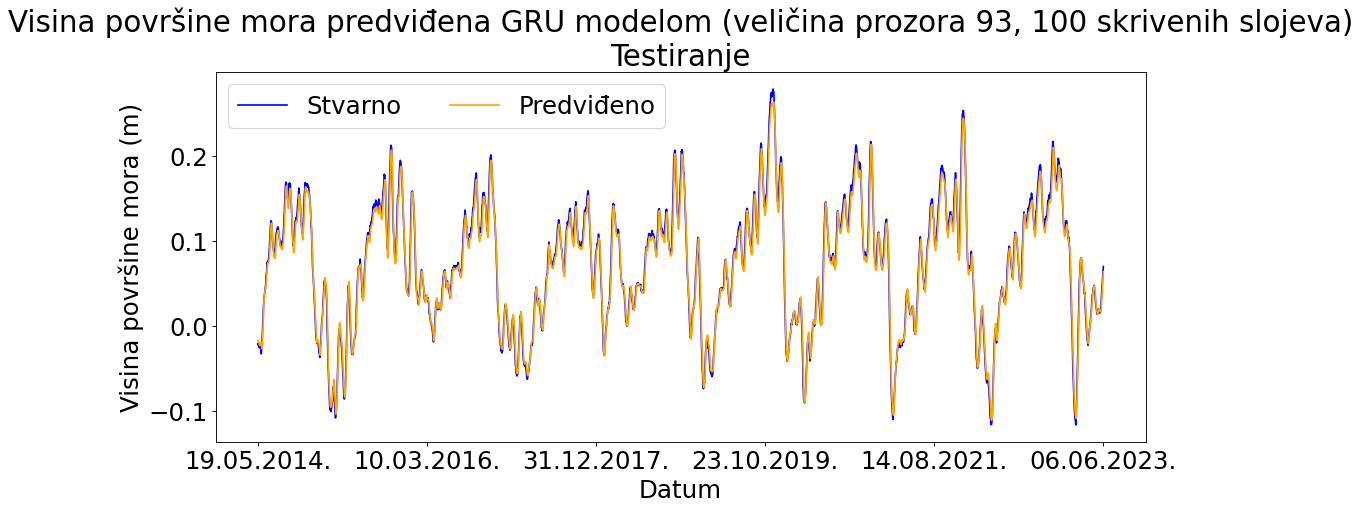 Visina površine mora predviđena GRU modelom (veličina prozora 93, 100 skrivenih slojeva)
Testiranje
Stvarno Predviđeno
Visina površine mora (m)
0.2
0.1
0.0
−0.1
19.05.2014. 10.03.2016. 31.12.2017. 23.10.2019. 14.08.2021. 06.06.2023.
Datum